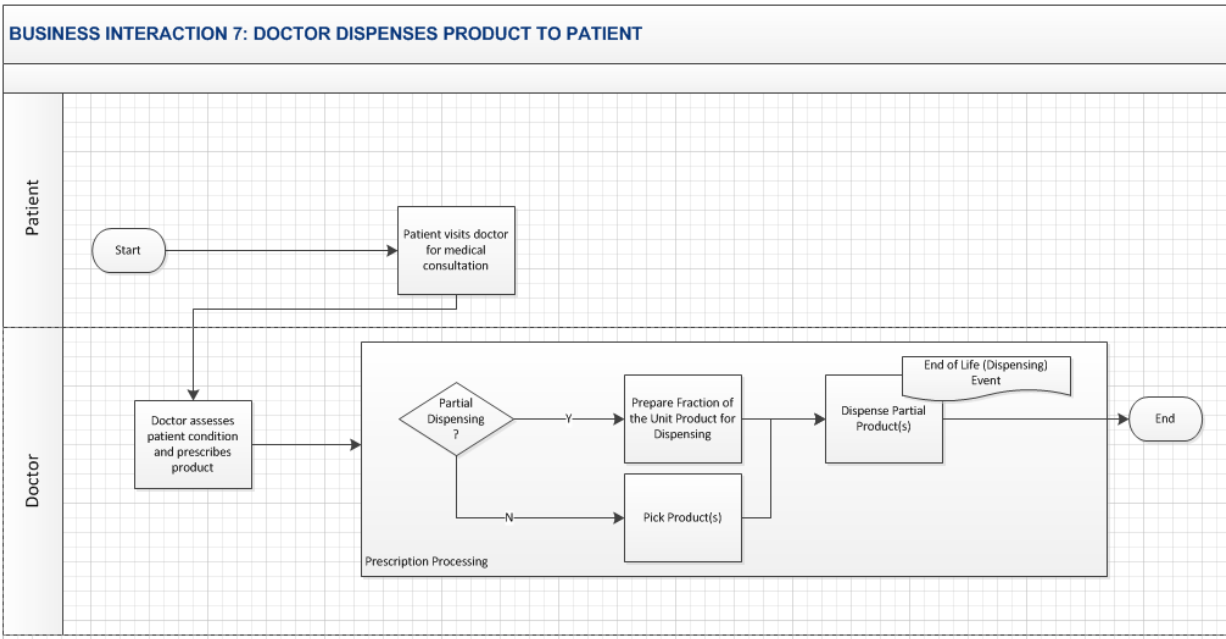 BUSINESS INTERACTION 7: DOCTOR DISPENSES PRODUCT TO PATIENT
Patient
Start
Patient visits doctor
for medical
consultation
Doctor
Doctor assesses
patient condition
and prescribes
product
Partial
Dispensing
?
Y
N
Prepare Fraction of
the Unit Product for
Dispensing
Pick Product(s)
End of Life (Dispensing)
Event
Dispense Partial
Product(s)
End
Prescription Processing